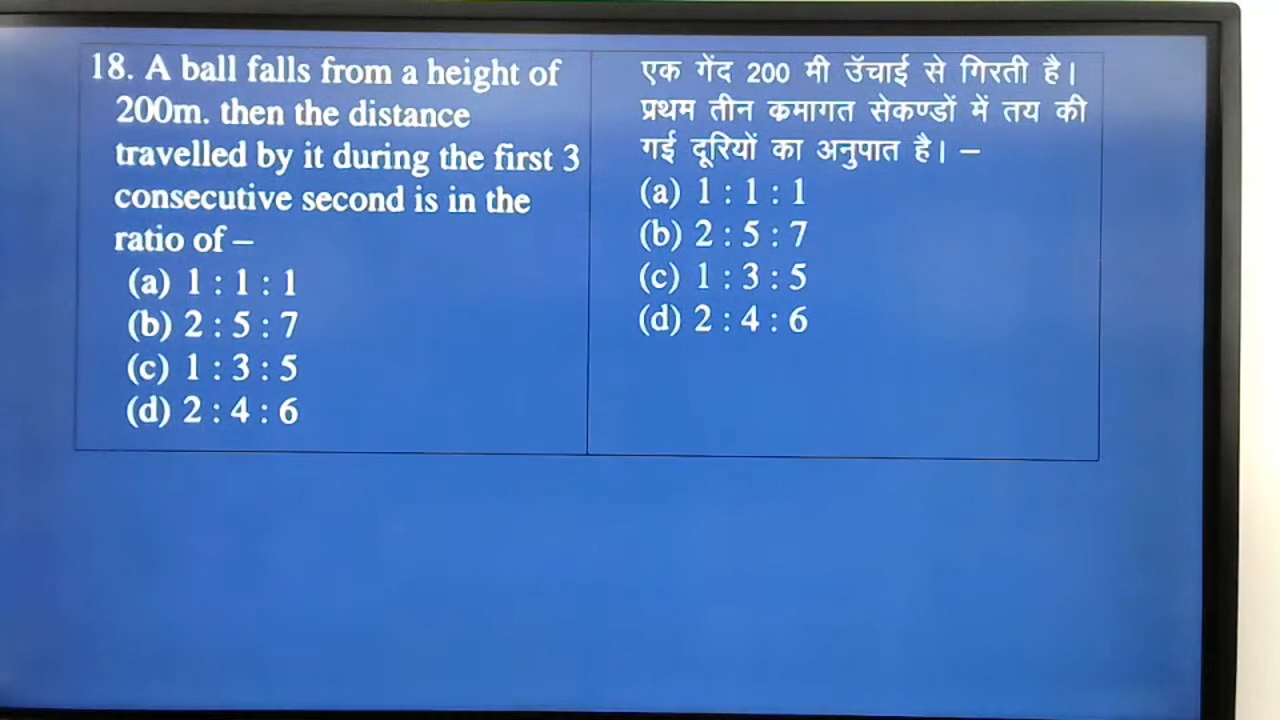 18. A ball falls from a height of
200m. then the distance
travelled by it during the first 3
consecutive second is in the
ratio of –
(a) 1 : 1 : 1
(b) 2 : 5 : 7
(c) 1 : 3 : 5
(d) 2 : 4 : 6
एक गेंद 200 मी उॅचाई से गिरती है।
प्रथम तीन कमागत सेकण्डों में तय की
गई दूरियों का अनुपात है। –
(a) 1 : 1 : 1
(b) 2 : 5 : 7
(c) 1 : 3 : 5
(d) 2 : 4 : 6